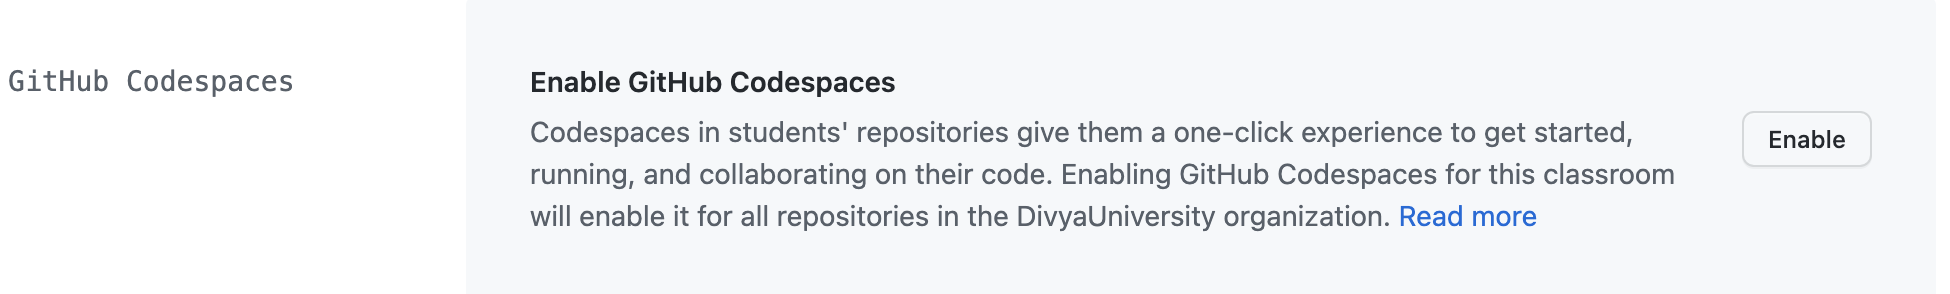 GitHub Codespaces
Enable GitHub Codespaces
Codespaces in students' repositories give them a one-click experience to get started,
running, and collaborating on their code. Enabling GitHub Codespaces for this classroom
will enable it for all repositories in the DivyaUniversity organization. Read more
Enable